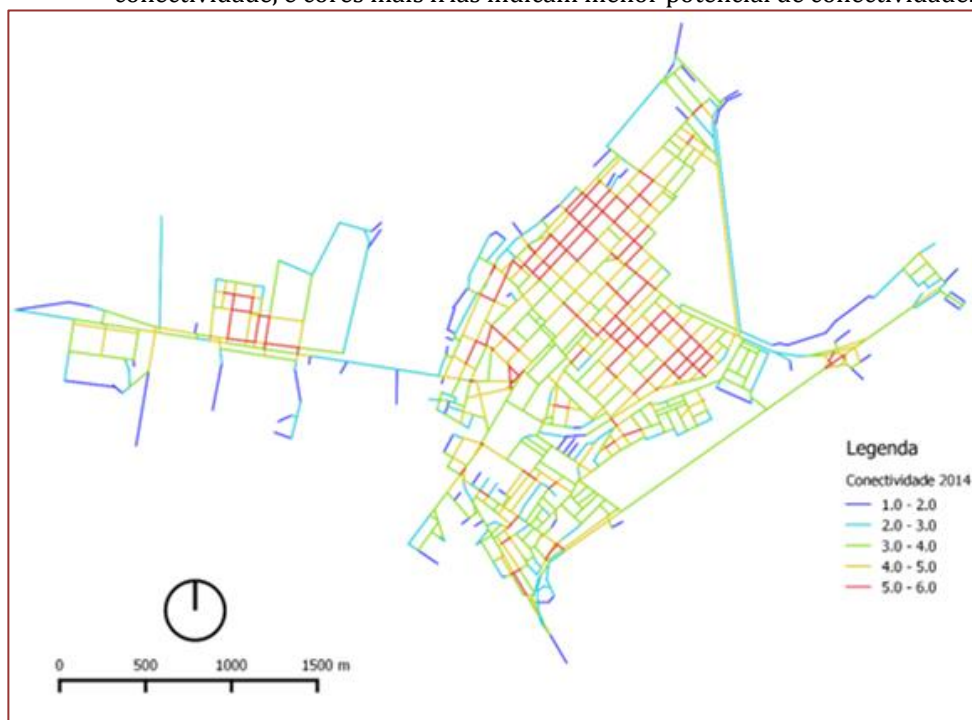 conectividade, e cores mais frias indicam menor potencial de conectividade.
Legenda
Conectividade 2014
1.0 - 2.0
2.0 - 3.0
3.0 - 4.0
4.0 - 5.0
5.0 - 6.0
0 500 1000 1500 m